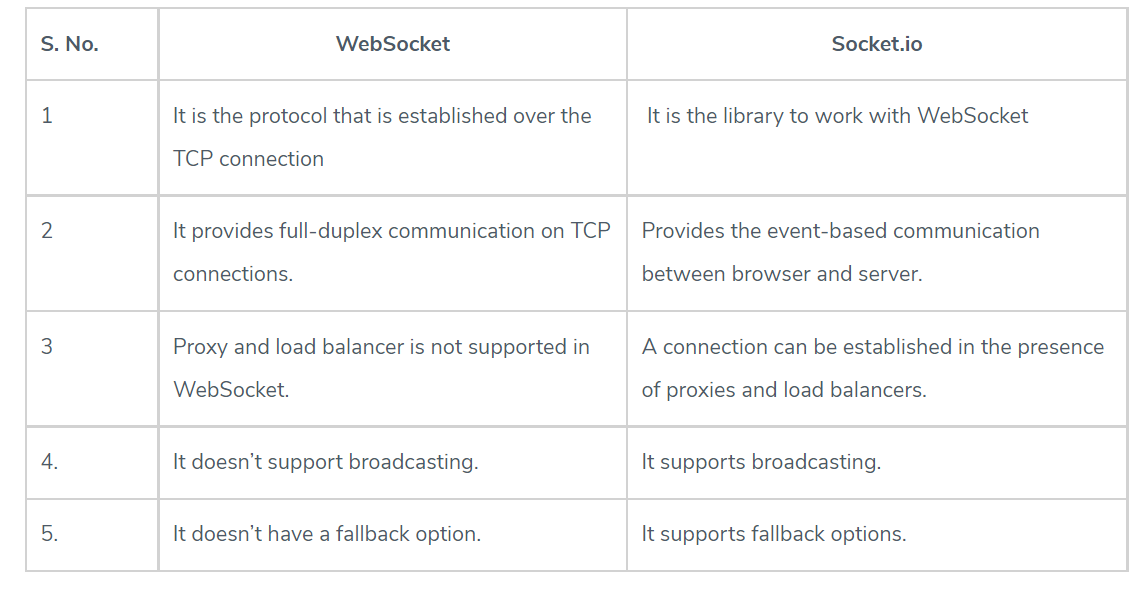 S. No.
WebSocket
Socket.io
1
It is the protocol that is established over the
TCP connection
It is the library to work with WebSocket
2
It provides full-duplex communication on TCP
connections.
Provides the event-based communication
between browser and server.
3
Proxy and load balancer is not supported in
WebSocket.
A connection can be established in the presence
of proxies and load balancers.
4.
It doesn’t support broadcasting.
It supports broadcasting.
5.
It doesn’t have a fallback option.
It supports fallback options.